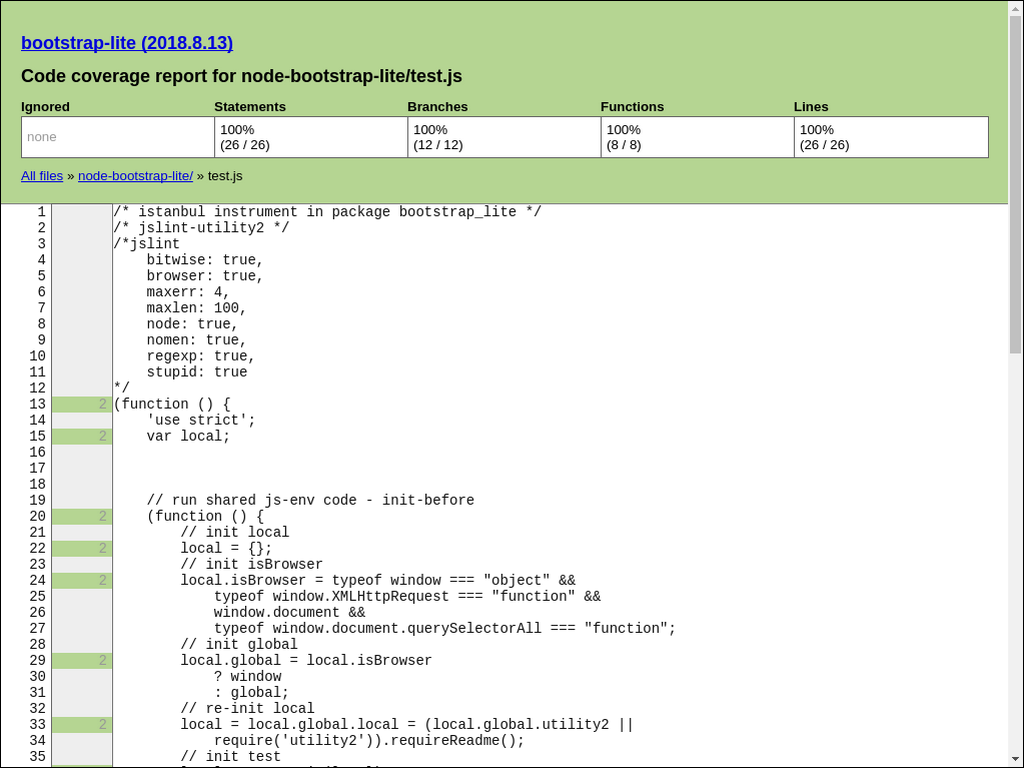 bootstrap-lite (2018.8.13)
Code coverage report for node-bootstrap-lite/test.js
Ignored Statements Branches Functions Lines
none 100% 100% 100% 100%
(26 / 26) (12 / 12) (8 / 8) (26 / 26)
All files » node-bootstrap-lite/ » test.js
1 /* istanbul instrument in package bootstrap_lite */
2 /* jslint-utility2 */
3 /*jslint
4     bitwise: true,
5     browser: true,
6     maxerr: 4,
7     maxlen: 100,
8     node: true,
9     nomen: true,
10     regexp: true,
11     stupid: true
12 */
13 2 (function () {
14     'use strict';
15 2     var local;
16
17
18
19     // run shared js-env code - init-before
20 2     (function () {
21         // init local
22 2         local = {};
23         // init isBrowser
24 2         local.isBrowser = typeof window === "object" &&
25             typeof window.XMLHttpRequest === "function" &&
26             window.document &&
27             typeof window.document.querySelectorAll === "function";
28         // init global
29 2         local.global = local.isBrowser
30             ? window
31             : global;
32         // re-init local
33 2         local = local.global.local = (local.global.utility2 ||
34             require('utility2')).requireReadme();
35         // init test